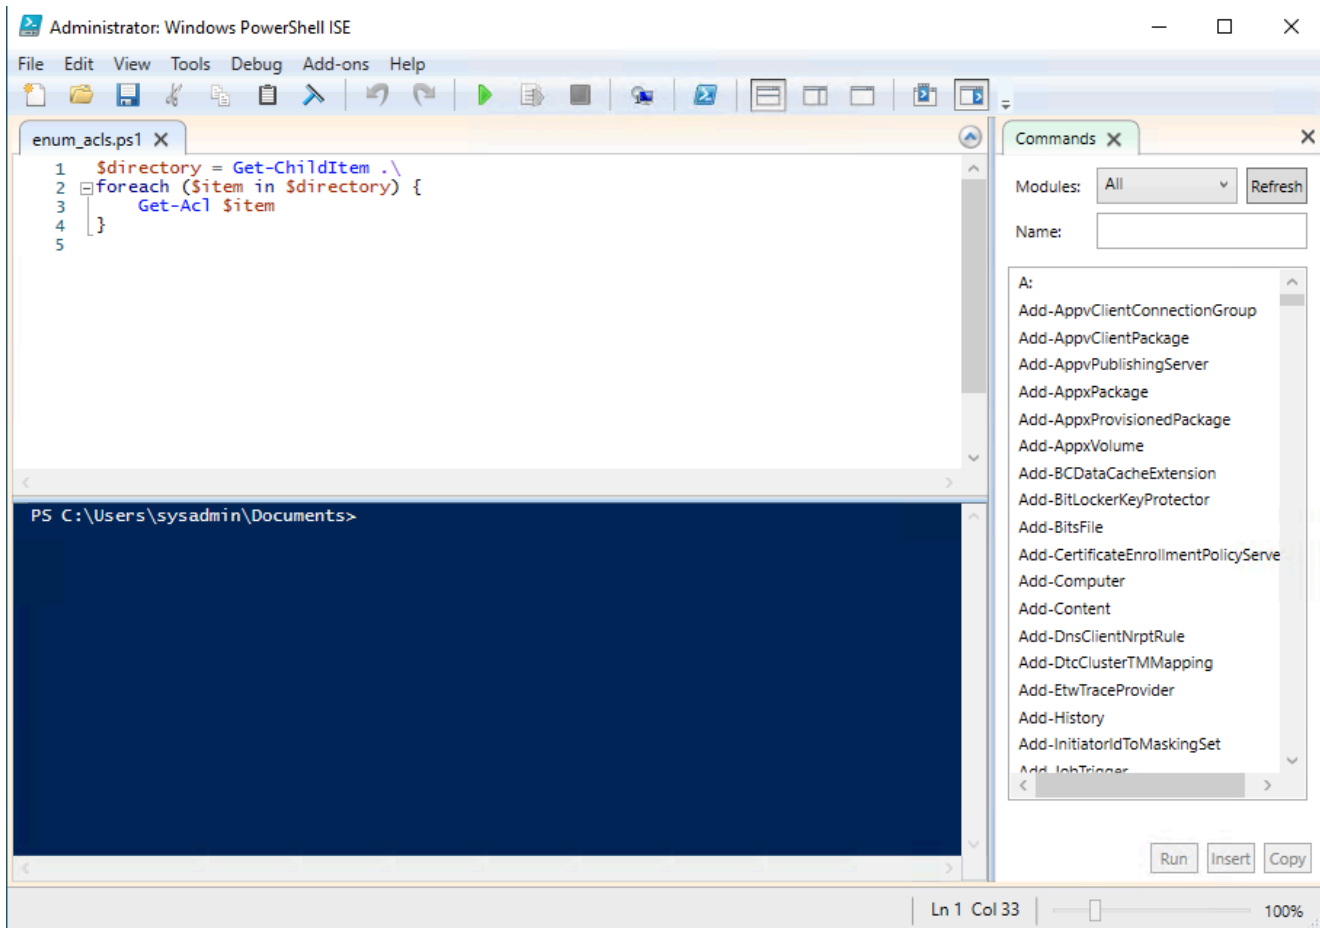 Administrator: Windows PowerShell ISE
File Edit View Tools Debug Add-ons Help
enum_acls.ps1
1 $directory = Get-ChildItem .\
2 foreach ($item in $directory) {
3 Get-Acl $item
4 }
5
PS C:\Users\sysadmin\Documents>
Commands
Modules: All Refresh
Name:
A:
Add-AppvClientConnectionGroup
Add-AppvClientPackage
Add-AppvPublishingServer
Add-AppxPackage
Add-AppxProvisionedPackage
Add-AppxVolume
Add-BCDataCacheExtension
Add-BitLockerKeyProtector
Add-BitsFile
Add-CertificateEnrollmentPolicyServe
Add-Computer
Add-Content
Add-DnsClientNrptRule
Add-DtcClusterTMMapping
Add-EtwTraceProvider
Add-History
Add-InitiatorIdToMaskingSet
Add-JobTrigger
Run Insert Copy
Ln 1 Col 33 100%